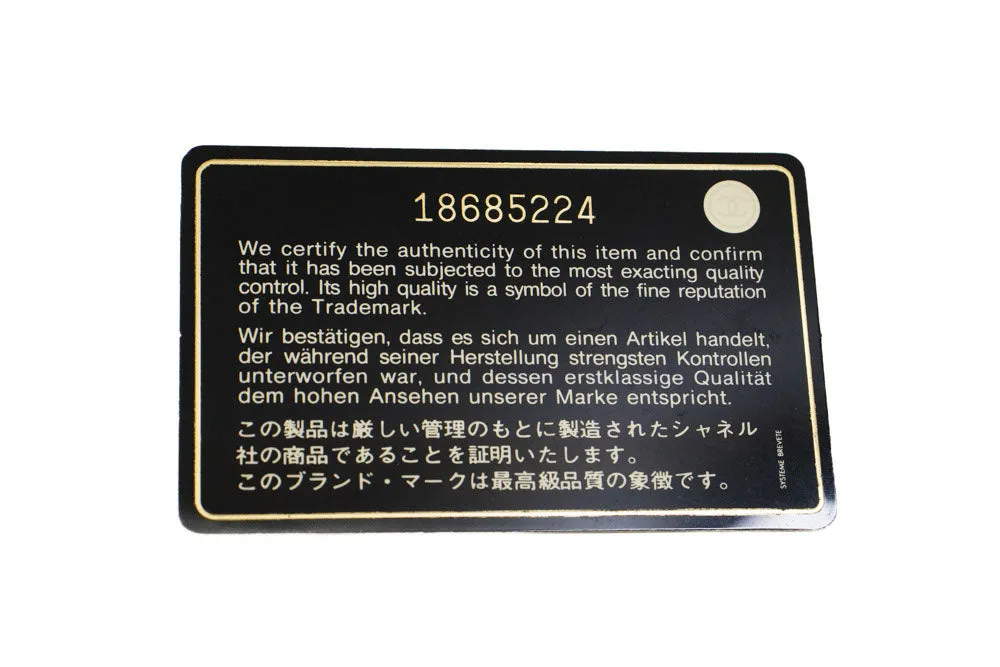 18685224
We certify the authenticity of this item and confirm
that it has been subjected to the most exacting quality
control. Its high quality is a symbol of the fine reputation
of the Trademark.
Wir bestätigen, dass es sich um einen Artikel handelt,
der während seiner Herstellung strengsten Kontrollen
unterworfen war, und dessen erstklassige Qualität
dem hohen Ansehen unserer Marke entspricht.
この製品は厳しい管理のもとに製造されたシャネル
社の商品であることを証明いたします。
このブランド・マークは最高級品質の象徴です。
SYSTEME BREVETE